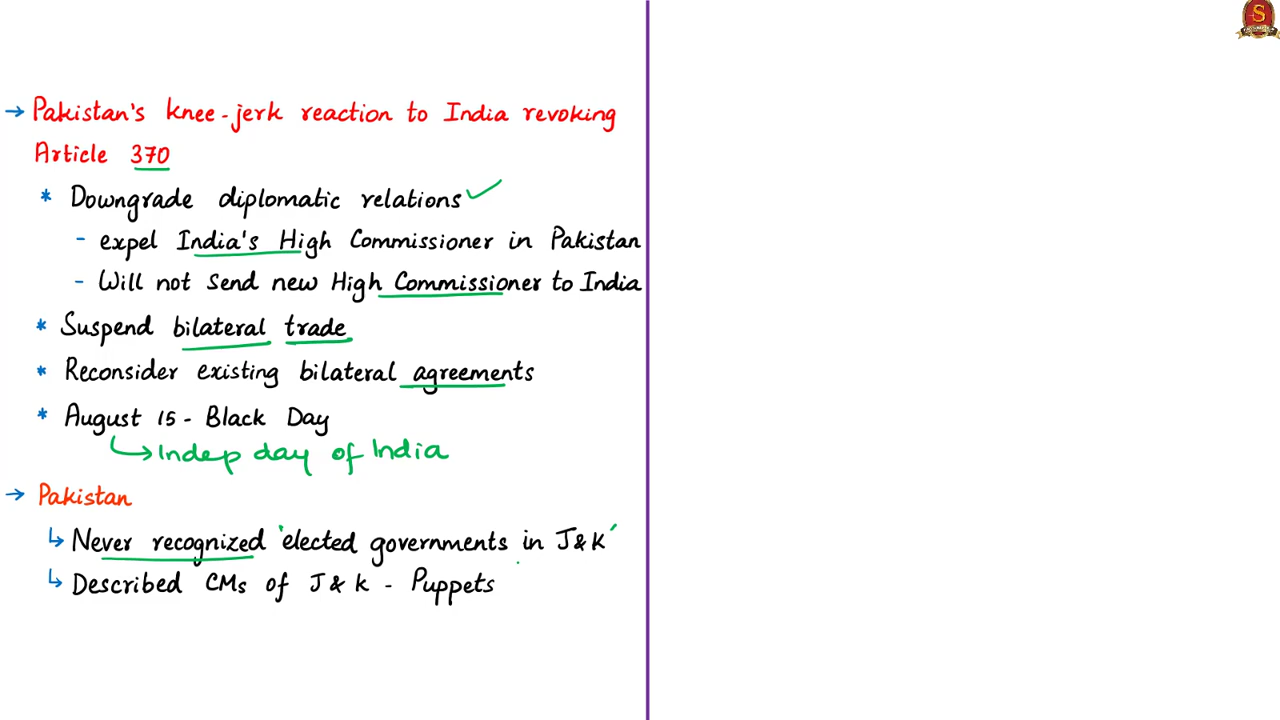 → Pakistan's knee-jerk reaction to India revoking
Article 370
* Downgrade diplomatic relations ✓
- expel India's High Commissioner in Pakistan
- Will not send new High Commissioner to India
* Suspend bilateral trade
* Reconsider existing bilateral agreements
* August 15 - Black Day
↳ Indep day of India
→ Pakistan
↳ Never recognized 'elected governments in J&K'
↳ Described CMs of J & K - Puppets
S